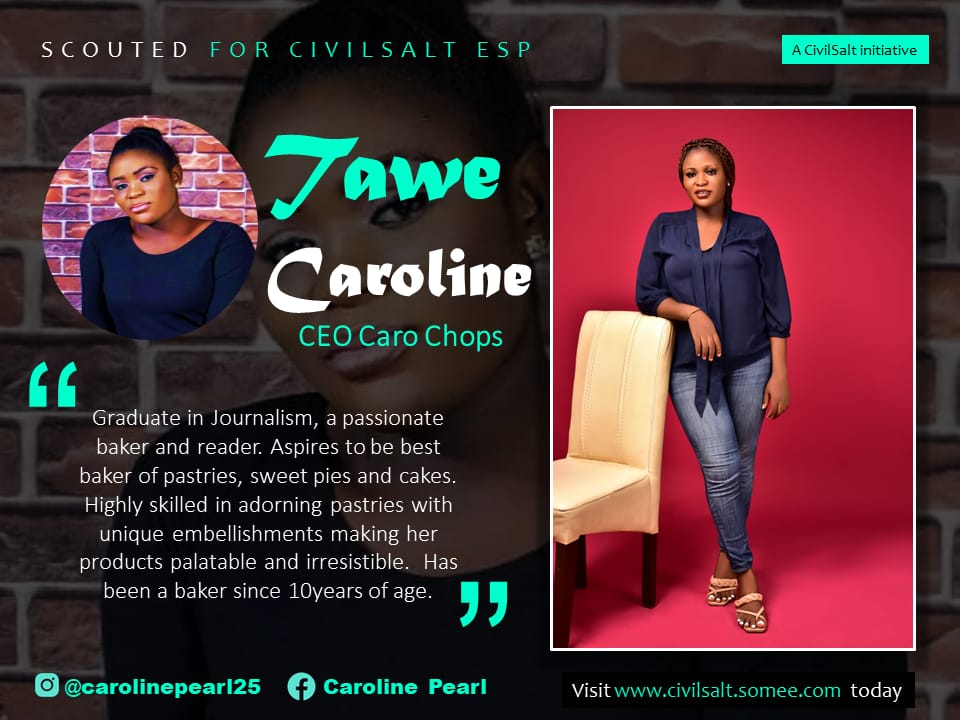 SCOUTED FOR CIVILSALT ESP
A CivilSalt initiative
Tawe
Caroline
CEO Caro Chops
“
Graduate in Journalism, a passionate
baker and reader. Aspires to be best
baker of pastries, sweet pies and cakes.
Highly skilled in adorning pastries with
unique embellishments making her
products palatable and irresistible. Has
been a baker since 10years of age.
”
@carolinepearl25
Caroline Pearl
Visit www.civilsalt.somee.com today